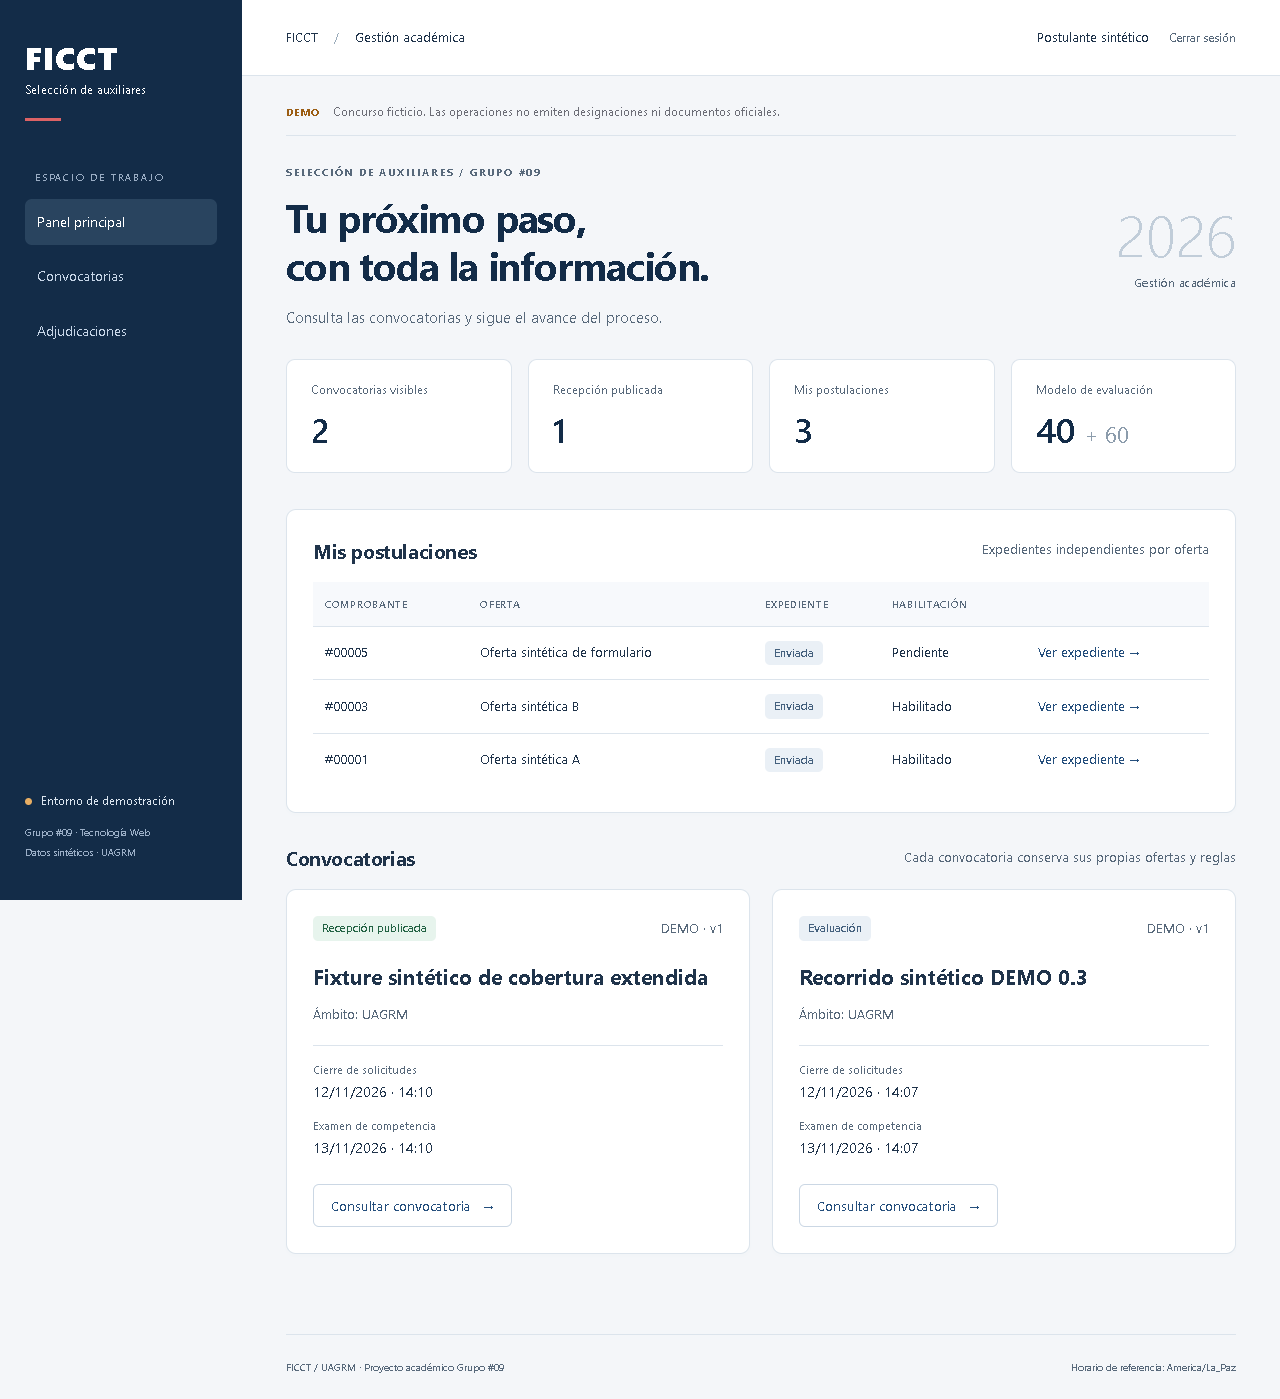 FICCT
Selección de auxiliares
ESPACIO DE TRABAJO
Panel principal
Convocatorias
Adjudicaciones
Entorno de demostración
Grupo #09 · Tecnología Web
Datos sintéticos · UAGRM
FICCT / Gestión académica
Postulante sintético Cerrar sesión
DEMO Concurso ficticio. Las operaciones no emiten designaciones ni documentos oficiales.
SELECCIÓN DE AUXILIARES / GRUPO #09
Tu próximo paso,
con toda la información.
Consulta las convocatorias y sigue el avance del proceso.
2026
Gestión académica
Convocatorias visibles
2
Recepción publicada
1
Mis postulaciones
3
Modelo de evaluación
40 + 60
Mis postulaciones
Expedientes independientes por oferta
COMPROBANTE OFERTA EXPEDIENTE HABILITACIÓN
#00005 Oferta sintética de formulario Enviada Pendiente Ver expediente →
#00003 Oferta sintética B Enviada Habilitado Ver expediente →
#00001 Oferta sintética A Enviada Habilitado Ver expediente →
Convocatorias
Cada convocatoria conserva sus propias ofertas y reglas
Recepción publicada DEMO · v1
Fixture sintético de cobertura extendida
Ámbito: UAGRM
Cierre de solicitudes
12/11/2026 · 14:10
Examen de competencia
13/11/2026 · 14:10
Consultar convocatoria →
Evaluación DEMO · v1
Recorrido sintético DEMO 0.3
Ámbito: UAGRM
Cierre de solicitudes
12/11/2026 · 14:07
Examen de competencia
13/11/2026 · 14:07
Consultar convocatoria →
FICCT / UAGRM · Proyecto académico Grupo #09
Horario de referencia: America/La_Paz